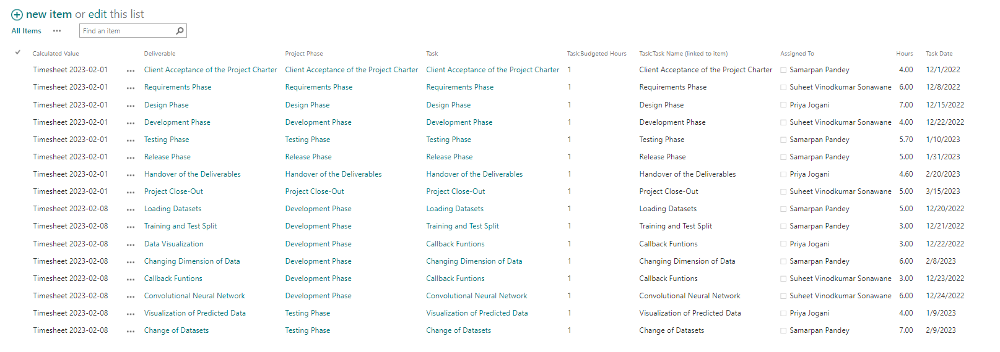 new item or edit this list
All Items ••• Find an item
Calculated Value Deliverable Project Phase Task Task:Budgeted Hours Task:Task Name (linked to item) Assigned To Hours Task Date
Timesheet 2023-02-01 ••• Client Acceptance of the Project Charter Client Acceptance of the Project Charter Client Acceptance of the Project Charter 1 Client Acceptance of the Project Charter Samarpan Pandey 4.00 12/1/2022
Timesheet 2023-02-01 ••• Requirements Phase Requirements Phase Requirements Phase 1 Requirements Phase Suheet Vinodkumar Sonawane 6.00 12/8/2022
Timesheet 2023-02-01 ••• Design Phase Design Phase Design Phase 1 Design Phase Priya Jogani 7.00 12/15/2022
Timesheet 2023-02-01 ••• Development Phase Development Phase Development Phase 1 Development Phase Suheet Vinodkumar Sonawane 4.00 12/22/2022
Timesheet 2023-02-01 ••• Testing Phase Testing Phase Testing Phase 1 Testing Phase Samarpan Pandey 5.70 1/10/2023
Timesheet 2023-02-01 ••• Release Phase Release Phase Release Phase 1 Release Phase Samarpan Pandey 5.00 1/31/2023
Timesheet 2023-02-01 ••• Handover of the Deliverables Handover of the Deliverables Handover of the Deliverables 1 Handover of the Deliverables Priya Jogani 4.60 2/20/2023
Timesheet 2023-02-01 ••• Project Close-Out Project Close-Out Project Close-Out 1 Project Close-Out Suheet Vinodkumar Sonawane 5.00 3/15/2023
Timesheet 2023-02-08 ••• Loading Datasets Development Phase Loading Datasets 1 Loading Datasets Samarpan Pandey 5.00 12/20/2022
Timesheet 2023-02-08 ••• Training and Test Split Development Phase Training and Test Split 1 Training and Test Split Samarpan Pandey 3.00 12/21/2022
Timesheet 2023-02-08 ••• Data Visualization Development Phase Callback Funtions 1 Callback Funtions Priya Jogani 3.00 12/22/2022
Timesheet 2023-02-08 ••• Changing Dimension of Data Development Phase Changing Dimension of Data 1 Changing Dimension of Data Samarpan Pandey 6.00 2/8/2023
Timesheet 2023-02-08 ••• Callback Funtions Development Phase Callback Funtions 1 Callback Funtions Suheet Vinodkumar Sonawane 3.00 12/23/2022
Timesheet 2023-02-08 ••• Convolutional Neural Network Development Phase Convolutional Neural Network 1 Convolutional Neural Network Suheet Vinodkumar Sonawane 6.00 12/24/2022
Timesheet 2023-02-08 ••• Visualization of Predicted Data Testing Phase Visualization of Predicted Data 1 Visualization of Predicted Data Priya Jogani 4.00 1/9/2023
Timesheet 2023-02-08 ••• Change of Datasets Testing Phase Change of Datasets 1 Change of Datasets Samarpan Pandey 7.00 2/9/2023